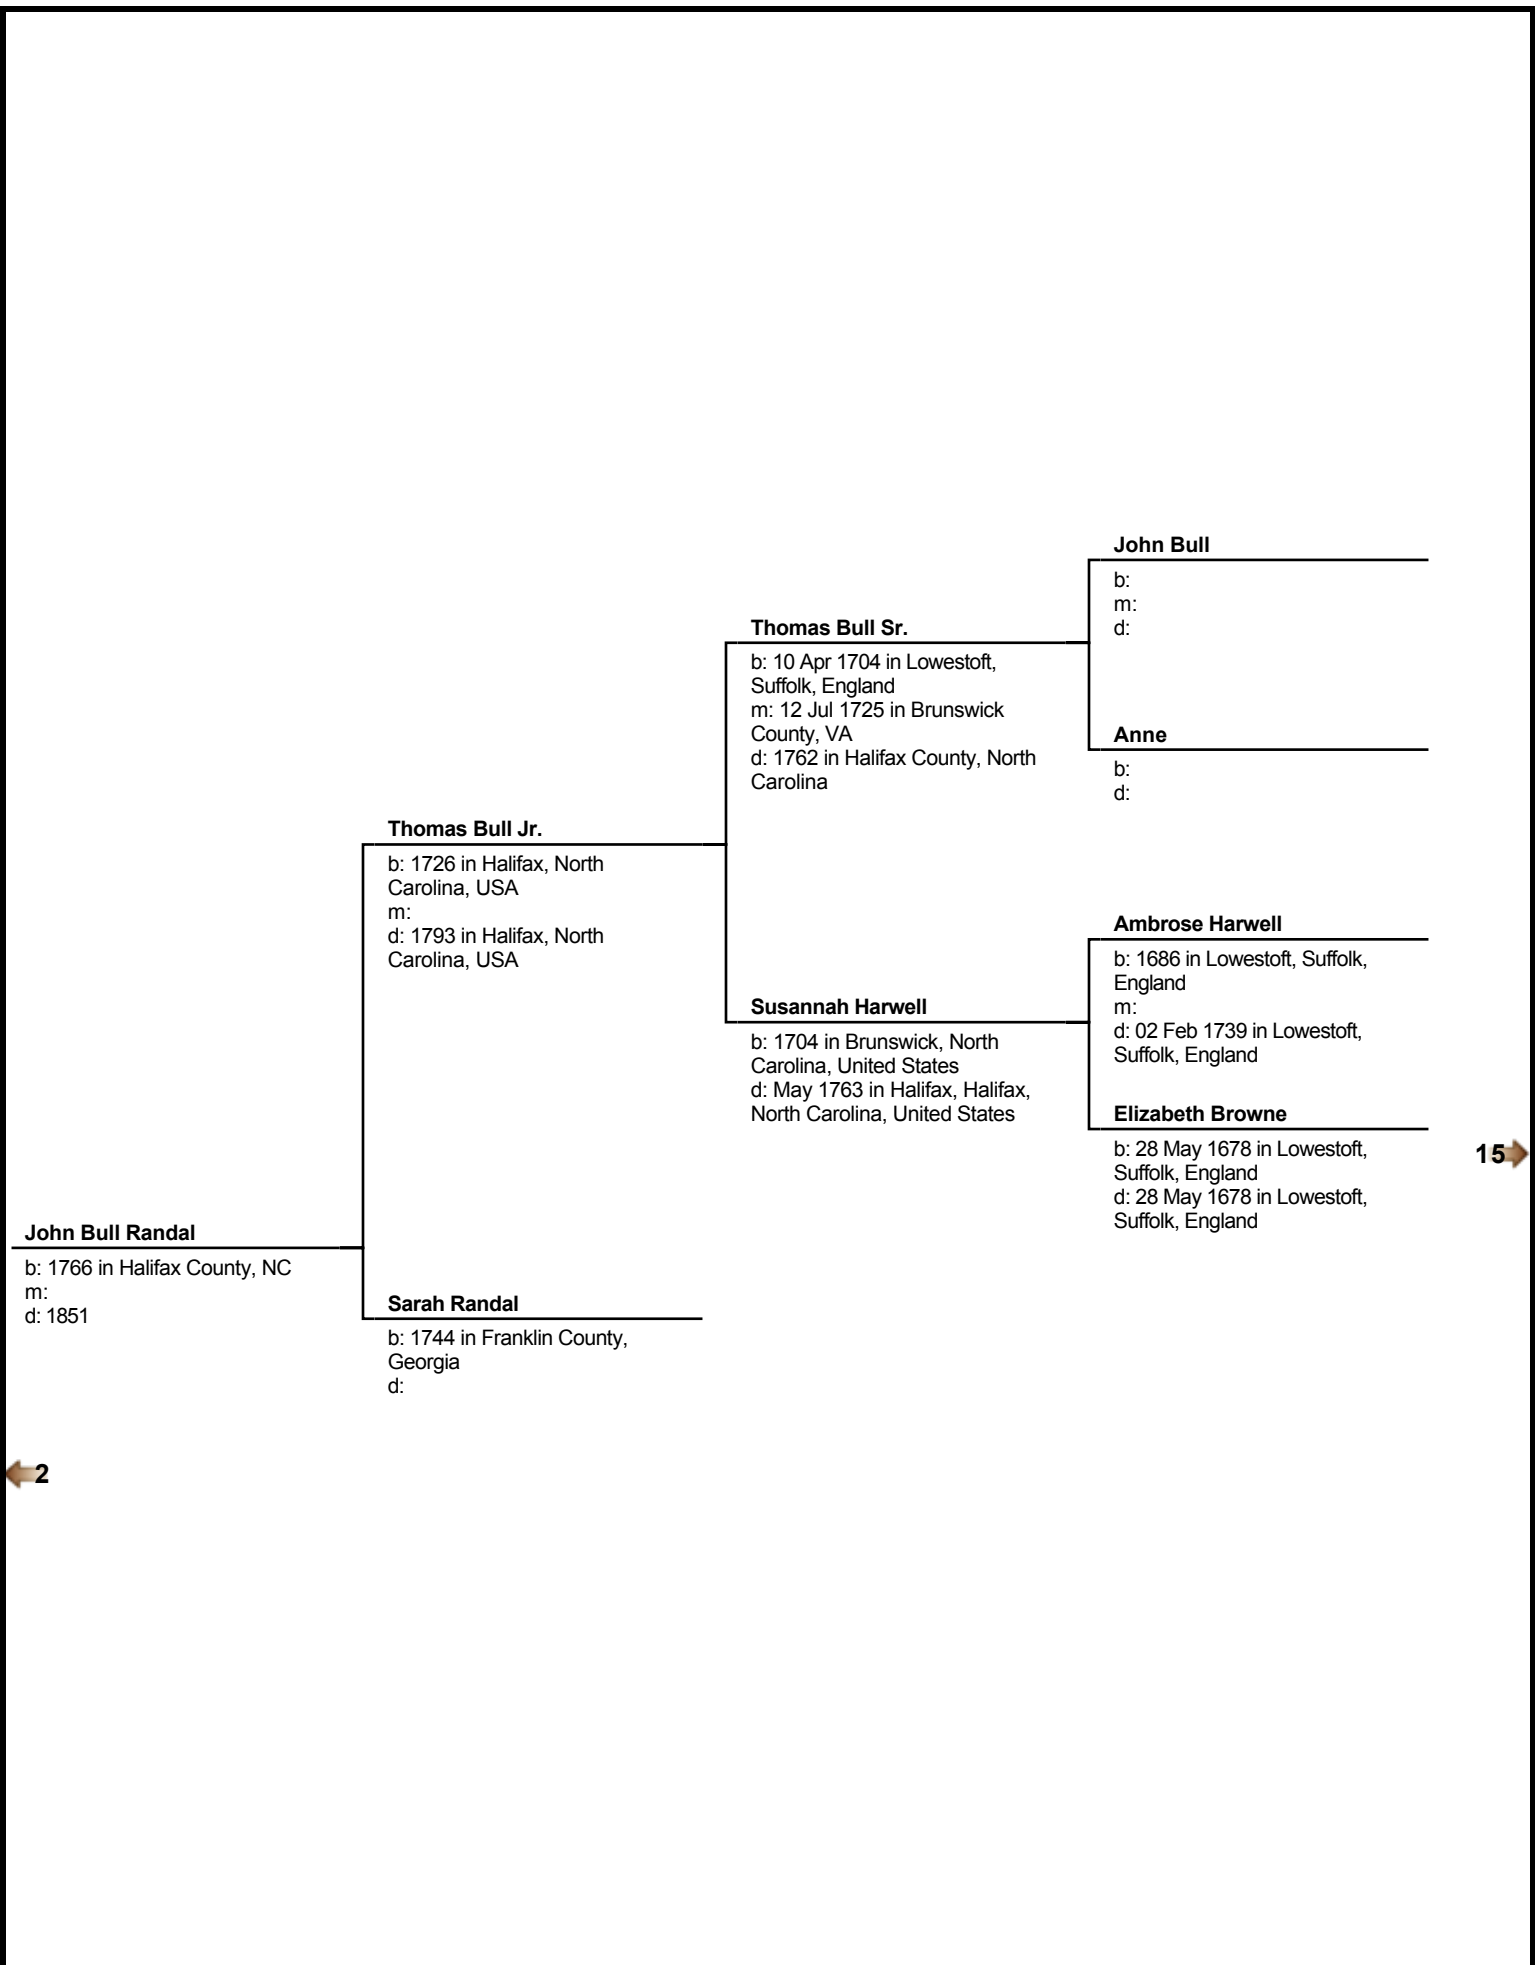 John Bull
b:
m:
d:
Thomas Bull Sr.
b: 10 Apr 1704 in Lowestoft,
Suffolk, England
m: 12 Jul 1725 in Brunswick
County, VA
d: 1762 in Halifax County, North
Carolina
Anne
b:
d:
Thomas Bull Jr.
b: 1726 in Halifax, North
Carolina, USA
m:
d: 1793 in Halifax, North
Carolina, USA
Ambrose Harwell
b: 1686 in Lowestoft, Suffolk,
England
m:
d: 02 Feb 1739 in Lowestoft,
Suffolk, England
Susannah Harwell
b: 1704 in Brunswick, North
Carolina, United States
d: May 1763 in Halifax, Halifax,
North Carolina, United States
Elizabeth Browne
b: 28 May 1678 in Lowestoft,
Suffolk, England
d: 28 May 1678 in Lowestoft,
Suffolk, England
15
John Bull Randal
b: 1766 in Halifax County, NC
m:
d: 1851
Sarah Randal
b: 1744 in Franklin County,
Georgia
d:
2